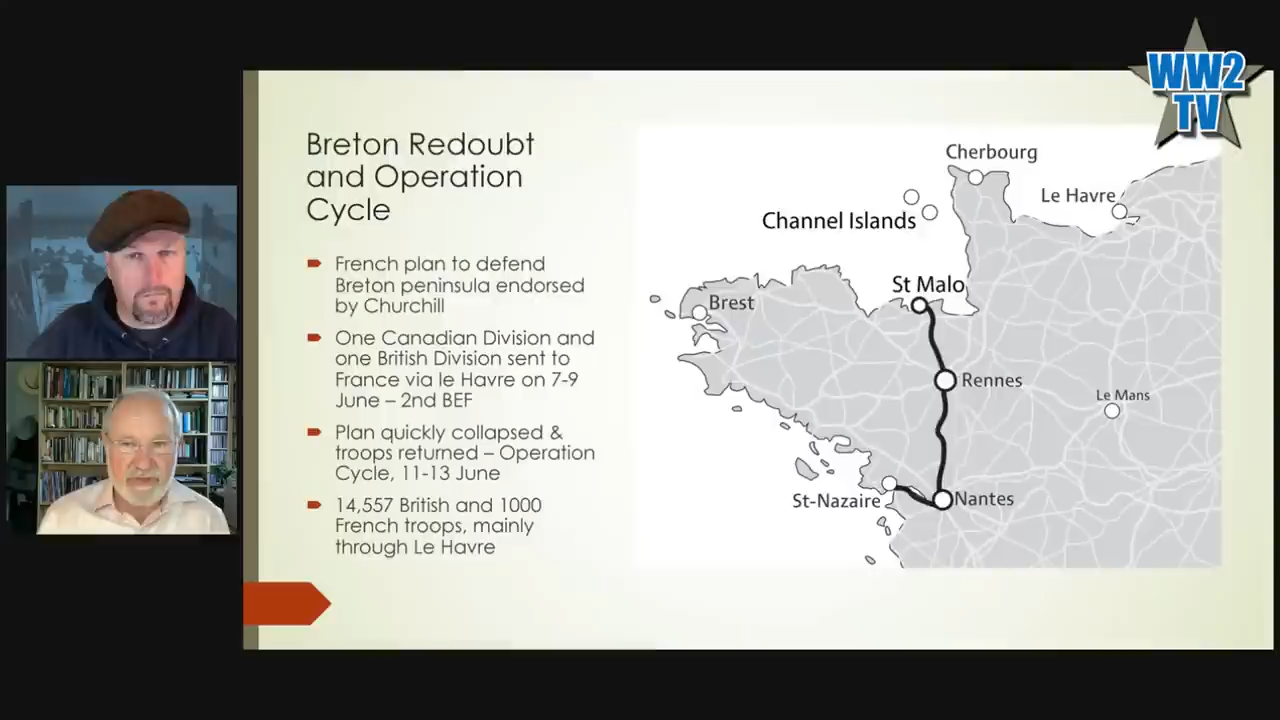 WW2
TV
Breton Redoubt
and Operation
Cycle
French plan to defend
Breton peninsula endorsed
by Churchill
One Canadian Division and
one British Division sent to
France via le Havre on 7-9
June – 2nd BEF
Plan quickly collapsed &
troops returned – Operation
Cycle, 11-13 June
14,557 British and 1000
French troops, mainly
through Le Havre
Cherbourg
Le Havre
Channel Islands
St Malo
Brest
Rennes
Le Mans
St-Nazaire
Nantes